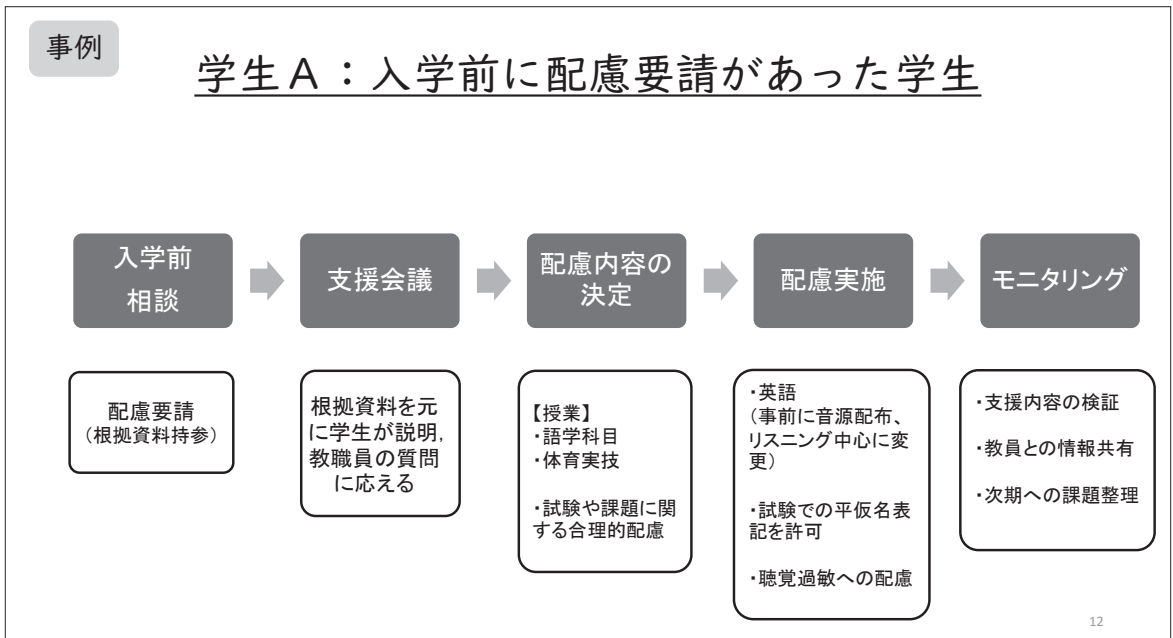 事例
学生A：入学前に配慮要請があった学生
入学前
相談
支援会議
配慮内容の
決定
配慮実施
モニタリング
配慮要請
（根拠資料持参）
根拠資料を元
に学生が説明，
教職員の質問
に応える
【授業】
・語学科目
・体育実技
・試験や課題に関
する合理的配慮
・英語
（事前に音源配布、
リスニング中心に変
更）
・試験での平仮名表
記を許可
・聴覚過敏への配慮
・支援内容の検証
・教員との情報共有
・次期への課題整理
12